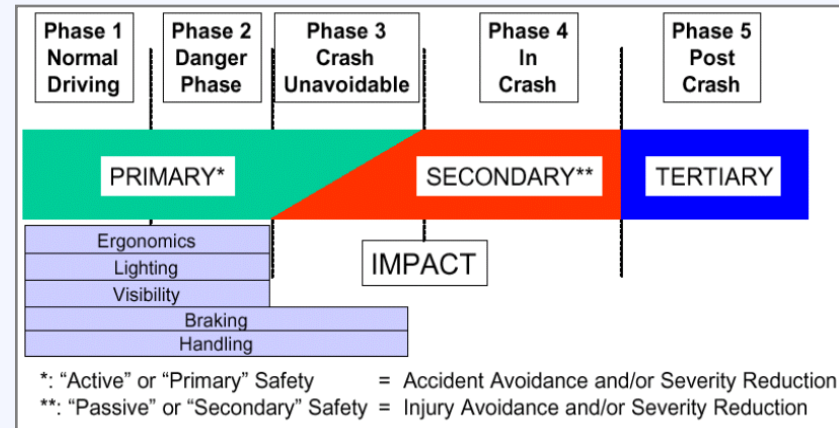 Phase 1
Normal
Driving
Phase 2
Danger
Phase
Phase 3
Crash
Unavoidable
Phase 4
In
Crash
Phase 5
Post
Crash
PRIMARY*
SECONDARY**
TERTIARY
Ergonomics
Lighting
Visibility
Braking
Handling
IMPACT
*: “Active” or “Primary” Safety = Accident Avoidance and/or Severity Reduction
**: “Passive” or “Secondary” Safety = Injury Avoidance and/or Severity Reduction